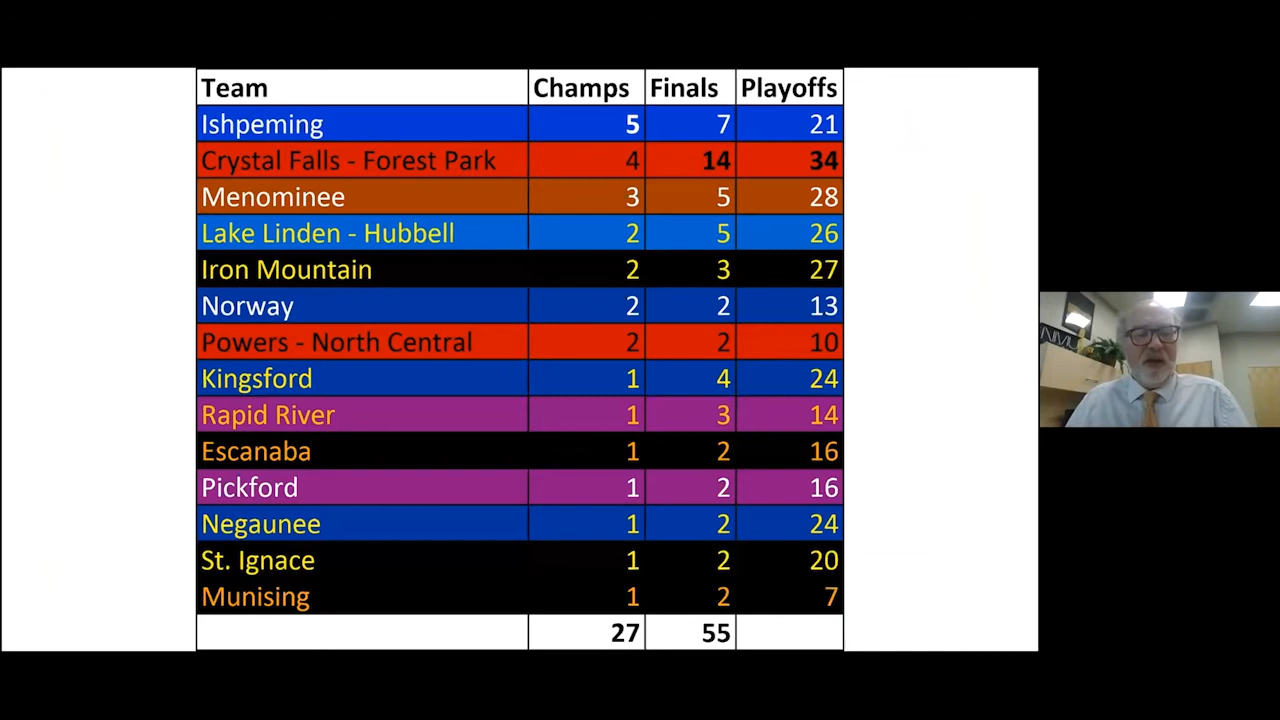 Team Champs Finals Playoffs
Ishpeming 5 7 21
Crystal Falls - Forest Park 4 14 34
Menominee 3 5 28
Lake Linden - Hubbell 2 5 26
Iron Mountain 2 3 27
Norway 2 2 13
Powers - North Central 2 2 10
Kingsford 1 4 24
Rapid River 1 3 14
Escanaba 1 2 16
Pickford 1 2 16
Negaunee 1 2 24
St. Ignace 1 2 20
Munising 1 2 7
27 55
NMU